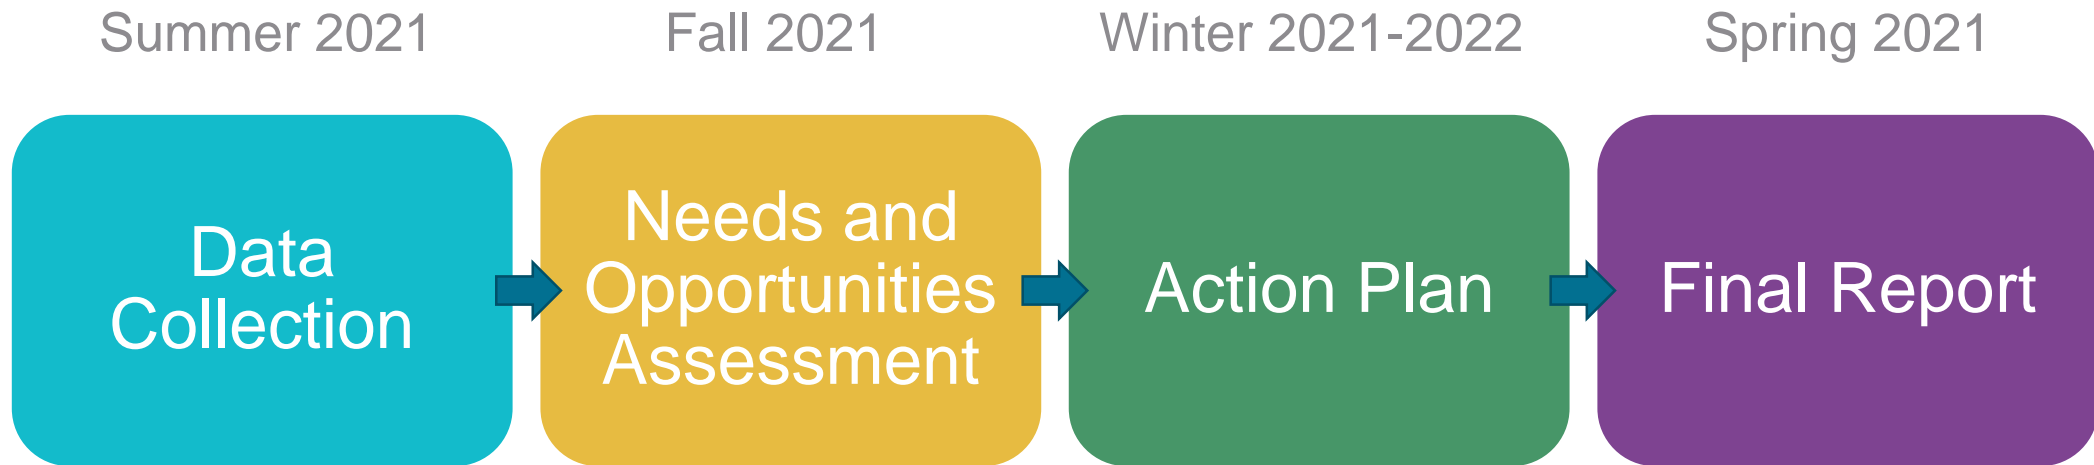 Summer 2021
Fall 2021
Winter 2021-2022
Spring 2021
Data
Collection
Needs and
Opportunities
Assessment
Action Plan
Final Report